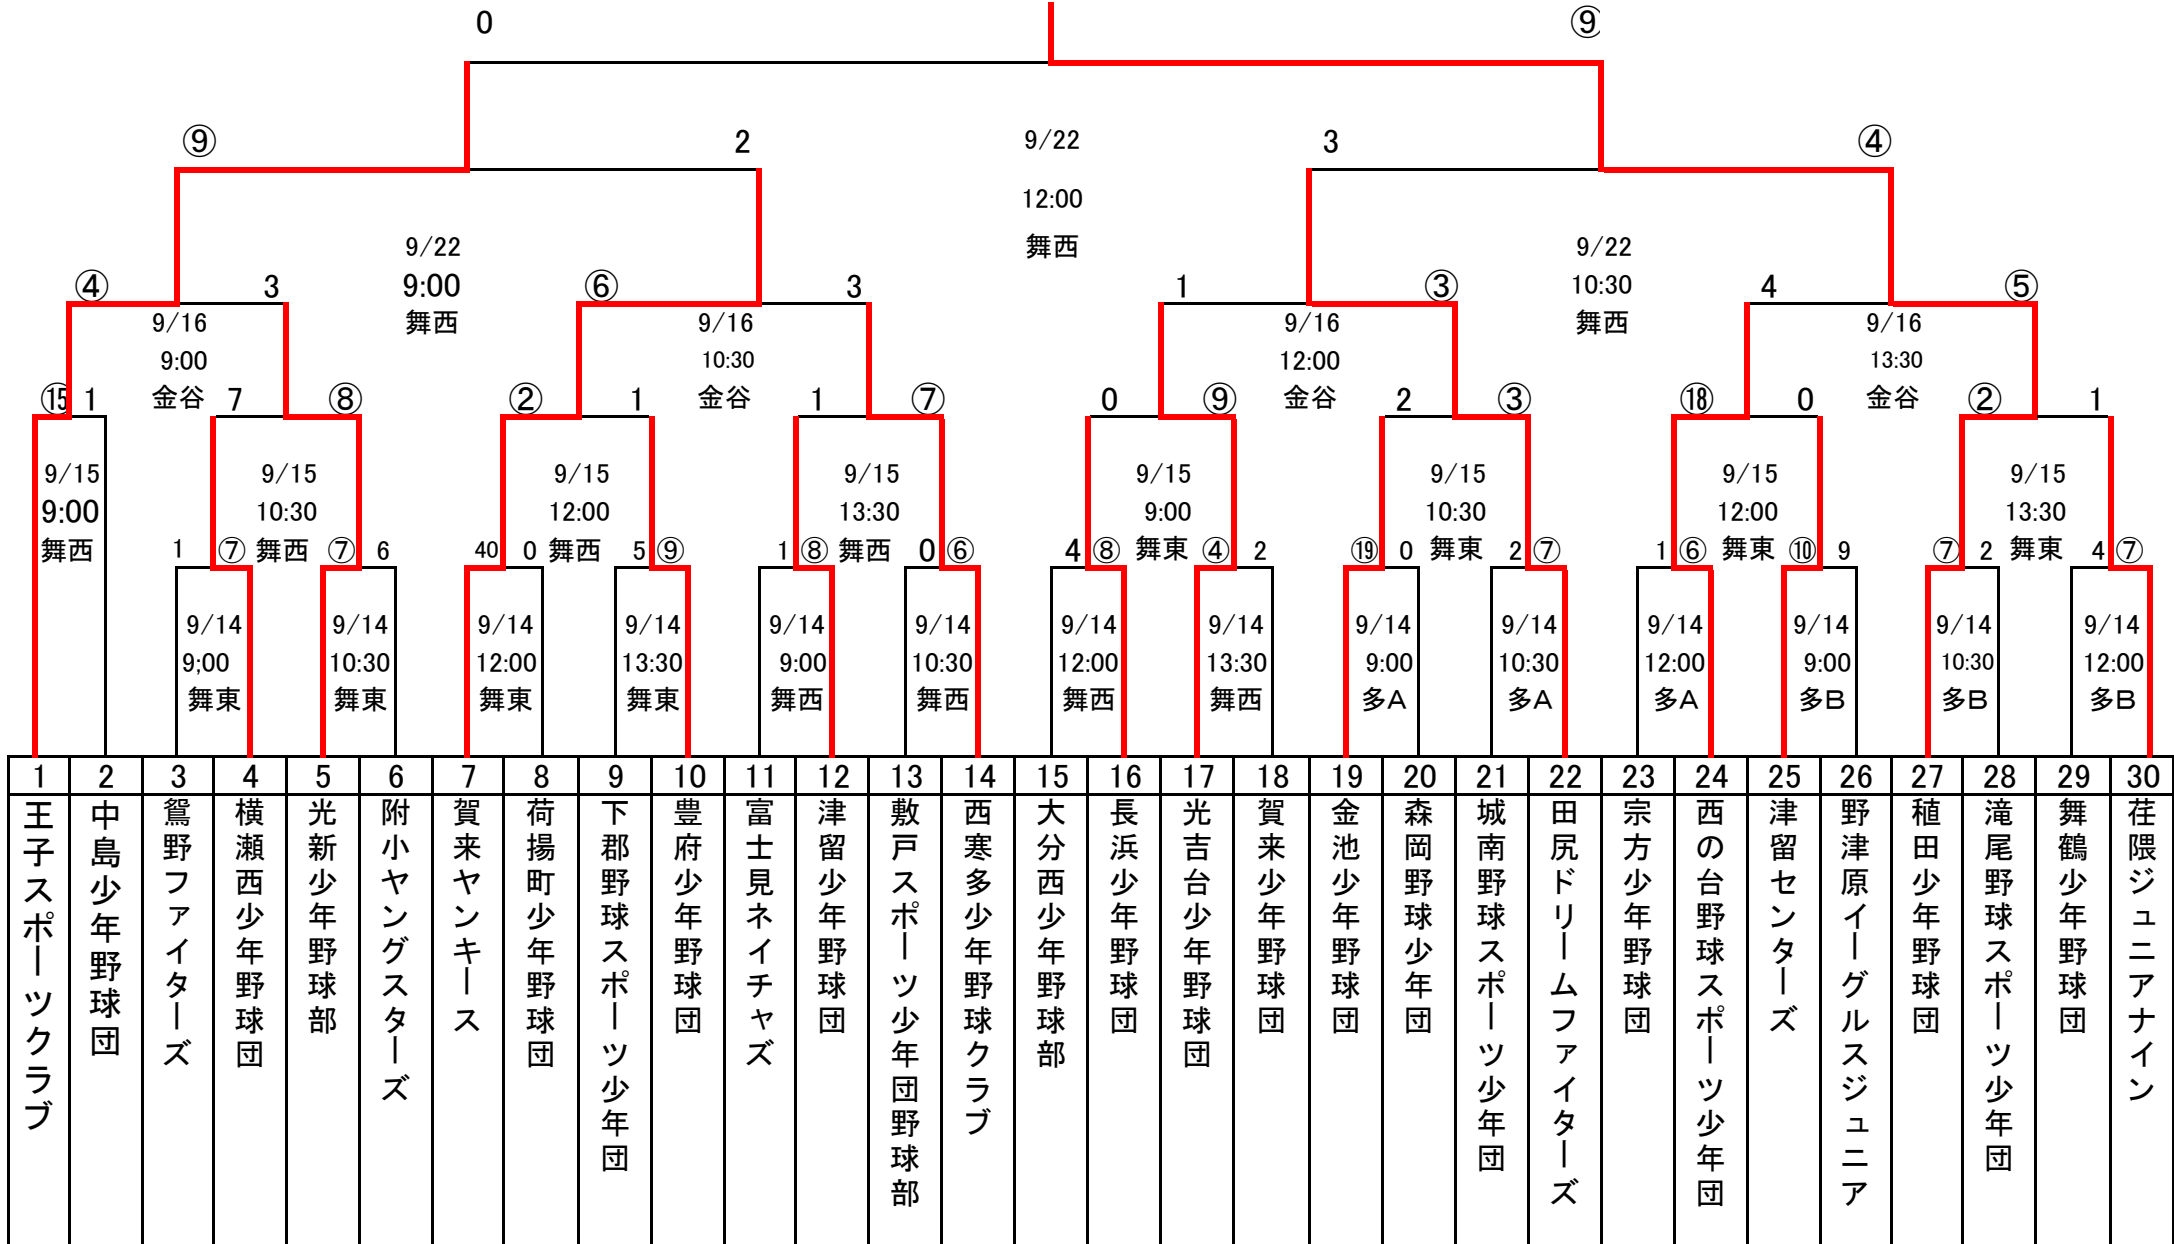 0 ⑨
⑨ 2 9/22 3 ④
12:00
舞西
9/22 9/22
9:00 10:30
舞西 舞西
④ 3 ⑥ 3 1 ③ 4 ⑤
9/16 9/16 9/16 9/16
9:00 10:30 12:00 13:30
金谷 金谷 金谷 金谷
⑮ 1 7 ⑧ ② 1 1 ⑦ 0 ⑨ 2 ③ ⑱ 0 ② 1
9/15 9/15 9/15 9/15 9/15 9/15 9/15 9/15
9:00 10:30 12:00 13:30 9:00 10:30 12:00 13:30
舞西 舞西 舞西 舞西 舞東 舞東 舞東 舞東
1 ⑦ ⑦ 6 40 0 5 ⑨ 1 ⑧ 0 ⑥ 4 ⑧ ④ 2 ⑲ 0 2 ⑦ 1 ⑥ ⑩ 9 ⑦ 2 4 ⑦
9/14 9/14 9/14 9/14 9/14 9/14 9/14 9/14 9/14 9/14 9/14 9/14 9/14 9/14
9;00 10:30 12:00 13:30 9:00 10:30 12:00 13:30 9:00 10:30 12:00 9:00 10:30 12:00
舞東 舞東 舞東 舞東 舞西 舞西 舞西 舞西 多A 多A 多A 多B 多B 多B
1 2 3 4 5 6 7 8 9 10 11 12 13 14 15 16 17 18 19 20 21 22 23 24 25 26 27 28 29 30
王子スポーツクラブ
中島少年野球団
鴛野ファイターズ
横瀬西少年野球団
光新少年野球部
附小ヤングスターズ
賀来ヤンキース
荷揚町少年野球団
下郡野球スポーツ少年団
豊府少年野球団
富士見ネイチャズ
津留少年野球団
敷戸スポーツ少年団野球部
西寒多少年野球クラブ
大分西少年野球部
長浜少年野球団
光吉台少年野球団
賀来少年野球団
金池少年野球団
森岡野球少年団
城南野球スポーツ少年団
田尻ドリームファイターズ
宗方少年野球団
西の台野球スポーツ少年団
津留センターズ
野津原イーグルスジュニア
稙田少年野球団
滝尾野球スポーツ少年団
舞鶴少年野球団
荏隈ジュニアナイン